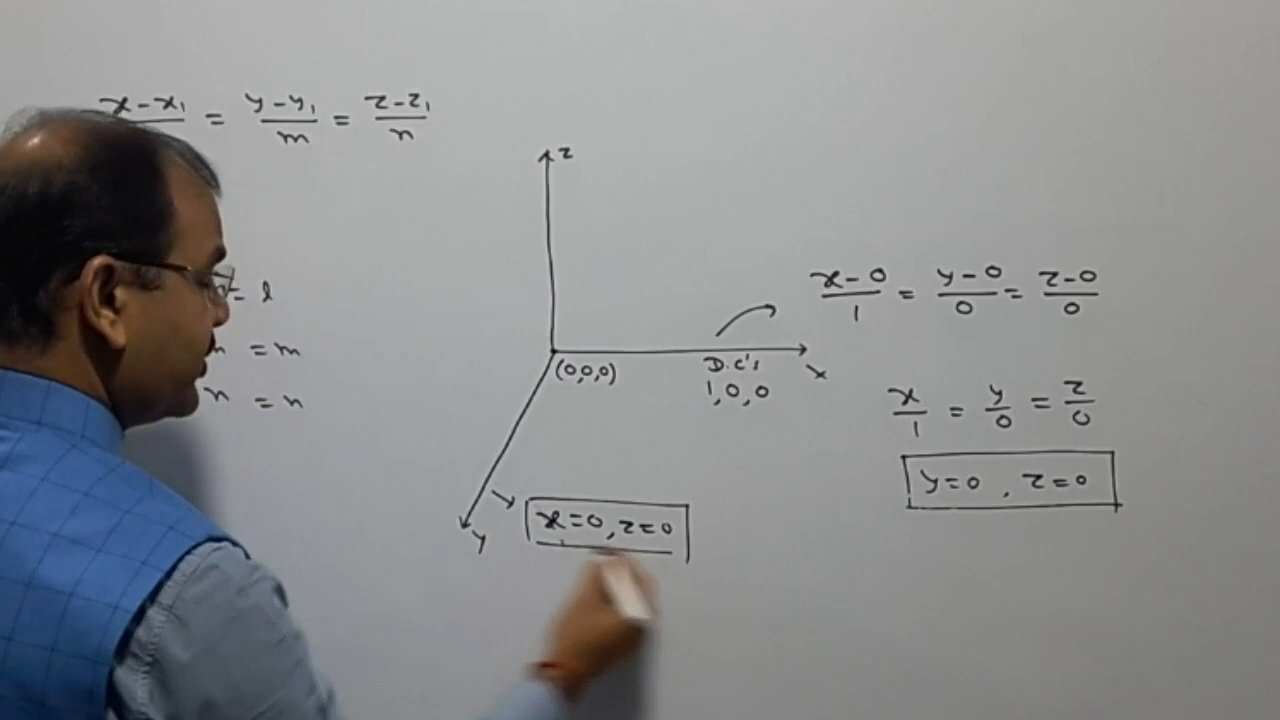 x-x₁ = y-y₁/m = z-z₁/n
z
x-0/1 = y-0/0 = z-0/0
= l
n = m
n = n
(0,0,0)
D.C's
1,0,0
x
x/1 = y/0 = z/0
y=0, z=0
x=0, z=0
y